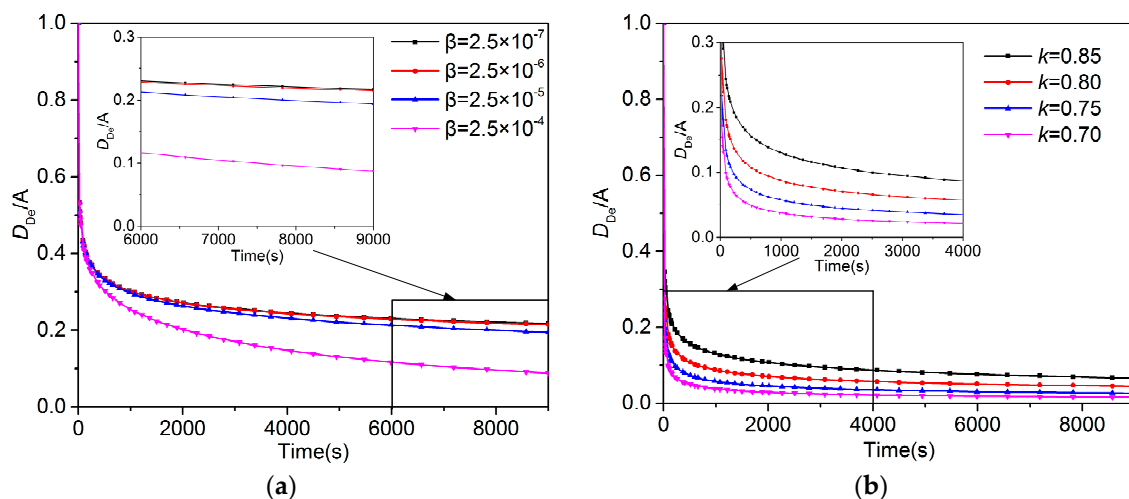 1.0
0.8
0.6
0.4
0.2
0.0
D_De/A
0 2000 4000 6000 8000
Time(s)
0.3
0.2
0.1
0.0
D_De/A
6000 7000 8000 9000
Time(s)
β=2.5×10⁻⁷
β=2.5×10⁻⁶
β=2.5×10⁻⁵
β=2.5×10⁻⁴
(a)
1.0
0.8
0.6
0.4
0.2
0.0
D_De/A
0 2000 4000 6000 8000
Time(s)
0.3
0.2
0.1
0.0
D_De/A
0 1000 2000 3000 4000
Time(s)
k=0.85
k=0.80
k=0.75
k=0.70
(b)